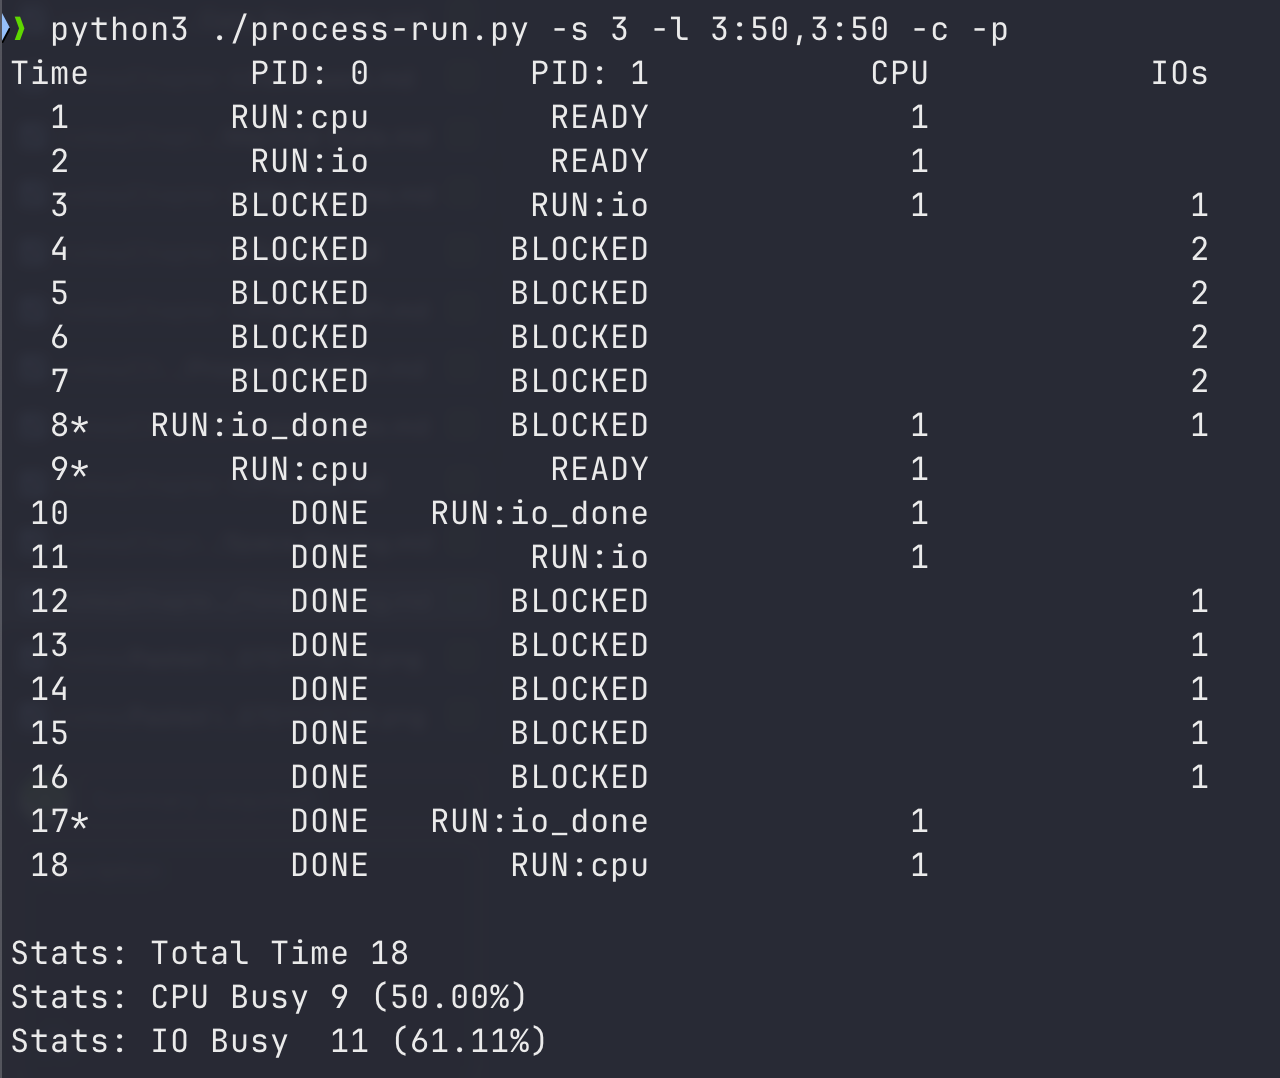 ❯ python3 ./process-run.py -s 3 -l 3:50,3:50 -c -p
Time        PID: 0        PID: 1           CPU           IOs
  1        RUN:cpu         READY             1
  2         RUN:io         READY             1
  3        BLOCKED        RUN:io             1             1
  4        BLOCKED       BLOCKED                           2
  5        BLOCKED       BLOCKED                           2
  6        BLOCKED       BLOCKED                           2
  7        BLOCKED       BLOCKED                           2
  8*   RUN:io_done       BLOCKED             1             1
  9*       RUN:cpu         READY             1
 10           DONE   RUN:io_done             1
 11           DONE        RUN:io             1
 12           DONE       BLOCKED                           1
 13           DONE       BLOCKED                           1
 14           DONE       BLOCKED                           1
 15           DONE       BLOCKED                           1
 16           DONE       BLOCKED                           1
 17*          DONE   RUN:io_done             1
 18           DONE       RUN:cpu             1
Stats: Total Time 18
Stats: CPU Busy 9 (50.00%)
Stats: IO Busy  11 (61.11%)